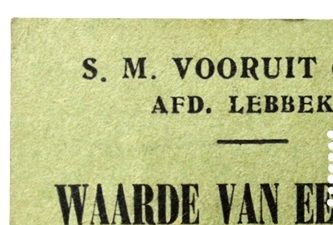 S. M. VOORUIT
AFD. LEBBEK
WAARDE VAN EE